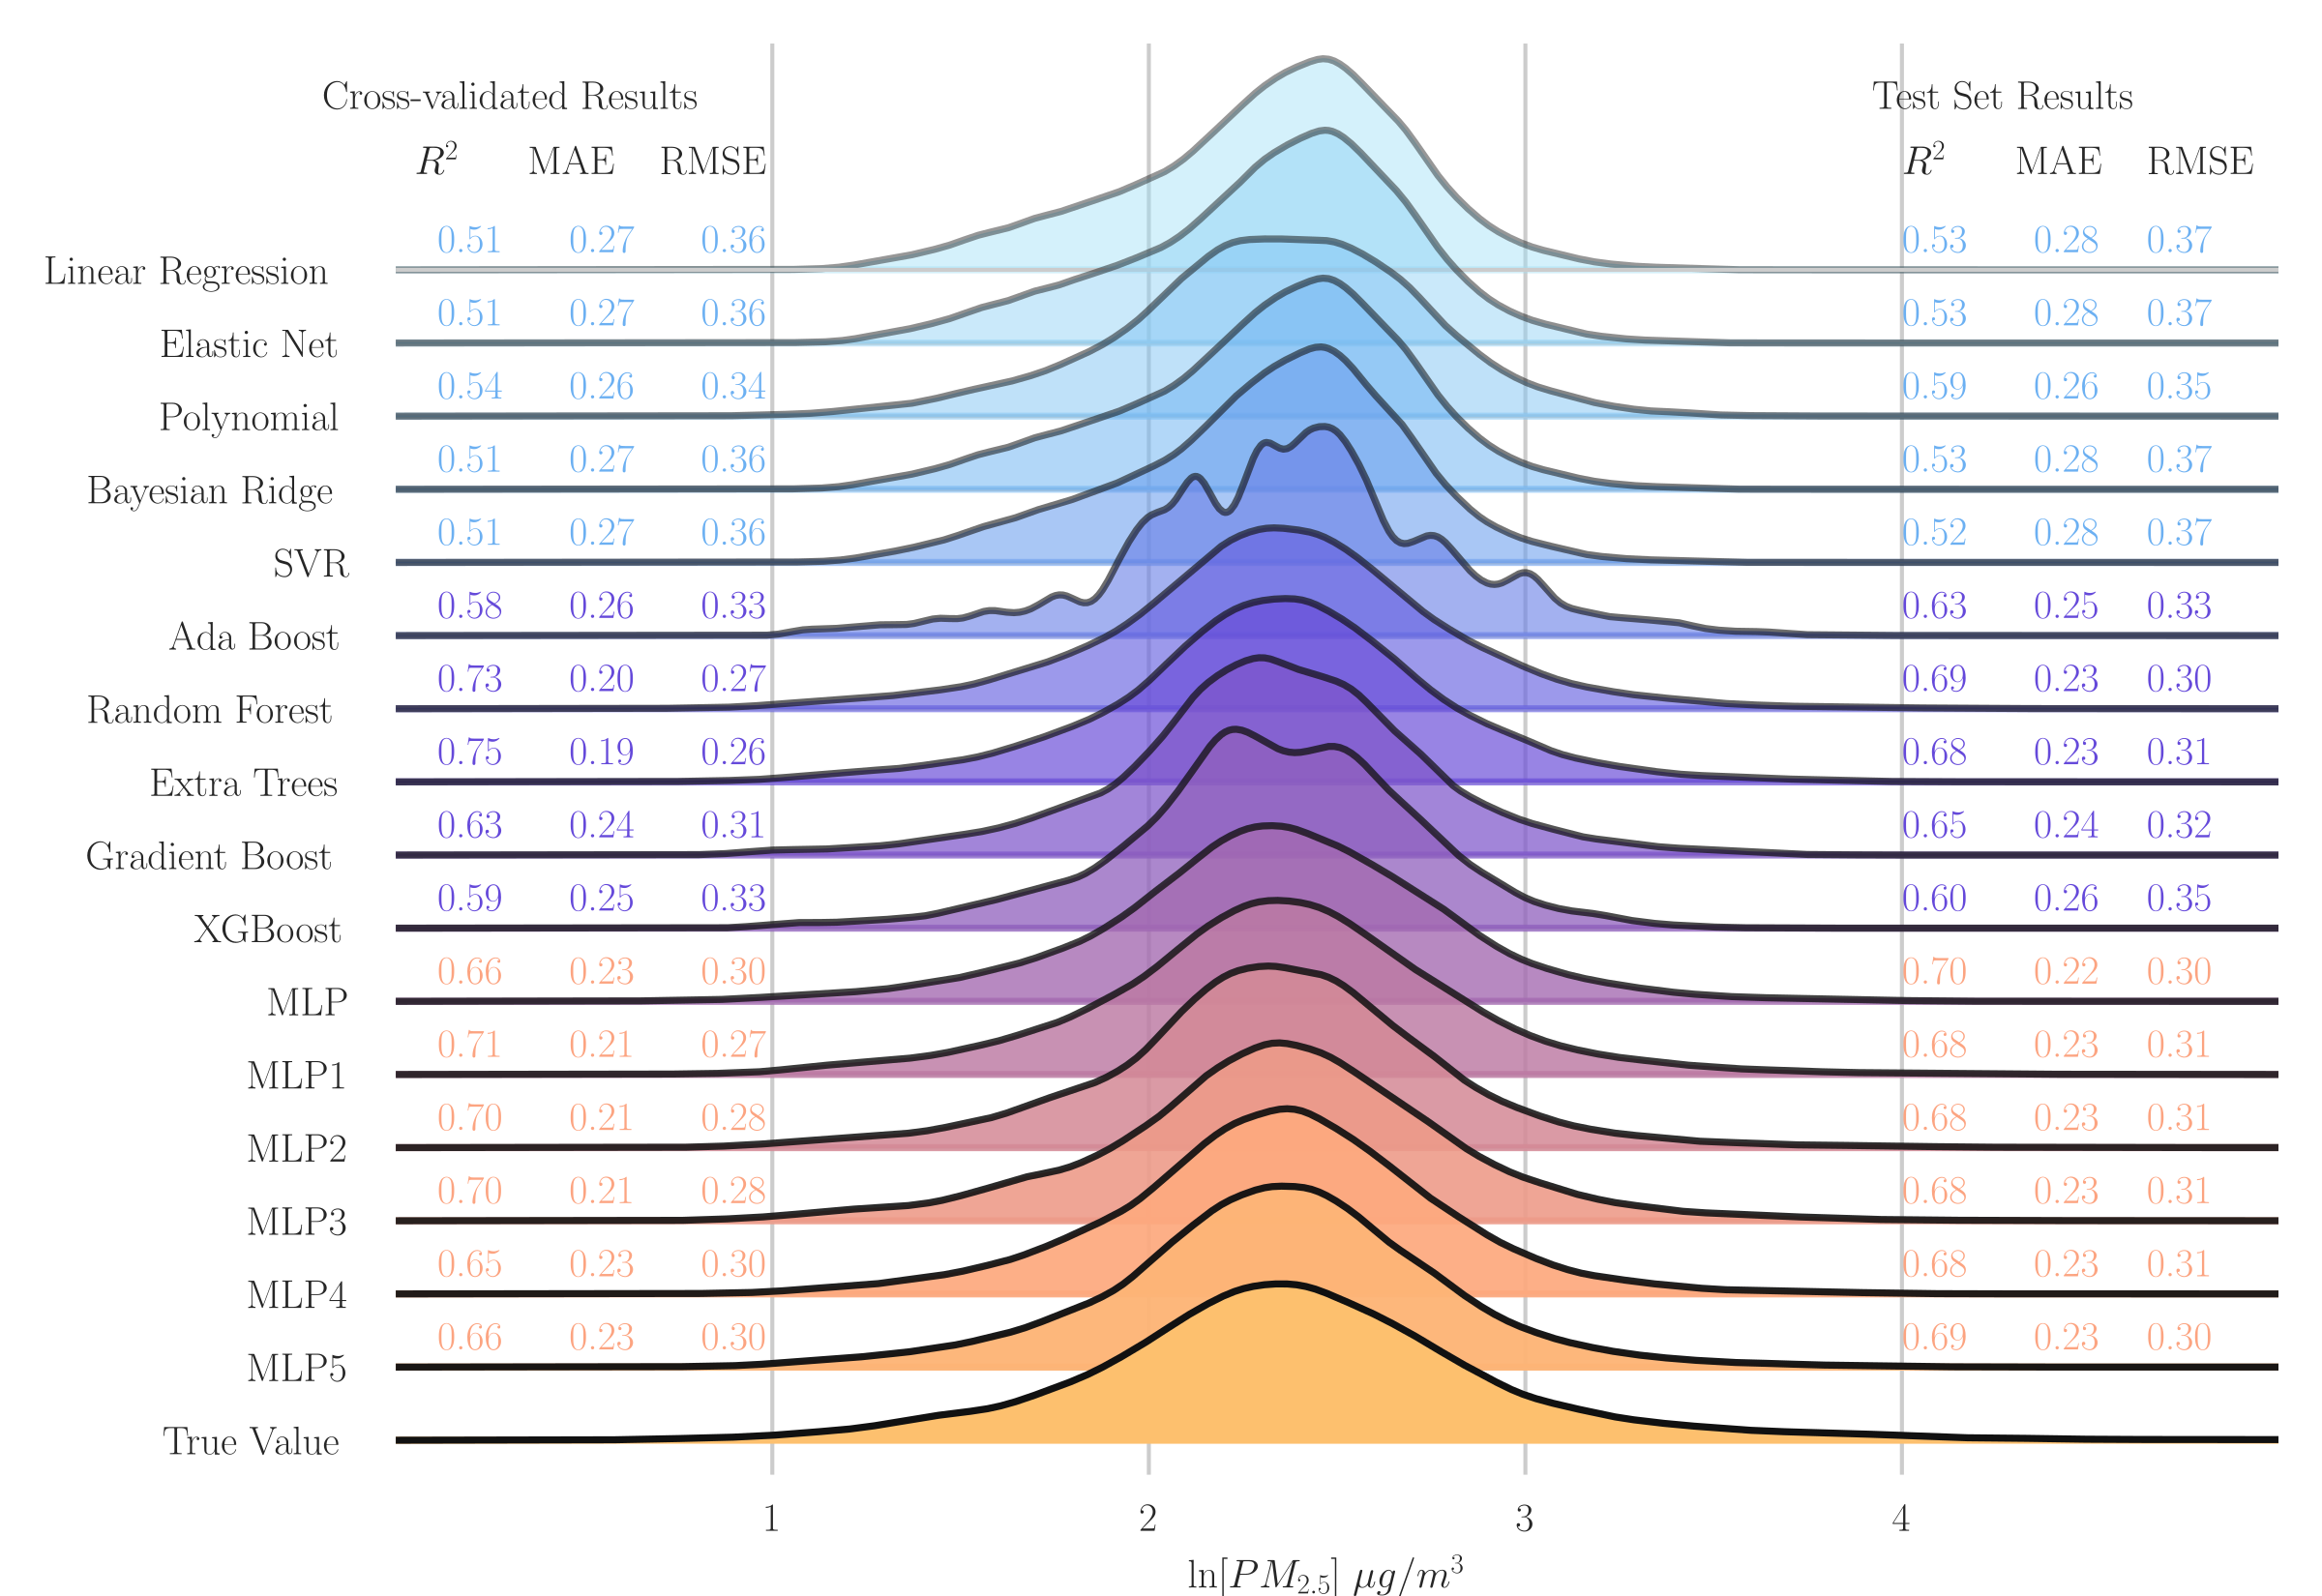 Cross-validated Results Test Set Results
R² MAE RMSE R² MAE RMSE
Linear Regression 0.51 0.27 0.36 0.53 0.28 0.37
Elastic Net 0.51 0.27 0.36 0.53 0.28 0.37
Polynomial 0.54 0.26 0.34 0.59 0.26 0.35
Bayesian Ridge 0.51 0.27 0.36 0.53 0.28 0.37
SVR 0.51 0.27 0.36 0.52 0.28 0.37
Ada Boost 0.58 0.26 0.33 0.63 0.25 0.33
Random Forest 0.73 0.20 0.27 0.69 0.23 0.30
Extra Trees 0.75 0.19 0.26 0.68 0.23 0.31
Gradient Boost 0.63 0.24 0.31 0.65 0.24 0.32
XGBoost 0.59 0.25 0.33 0.60 0.26 0.35
MLP 0.66 0.23 0.30 0.70 0.22 0.30
MLP1 0.71 0.21 0.27 0.68 0.23 0.31
MLP2 0.70 0.21 0.28 0.68 0.23 0.31
MLP3 0.70 0.21 0.28 0.68 0.23 0.31
MLP4 0.65 0.23 0.30 0.68 0.23 0.31
MLP5 0.66 0.23 0.30 0.69 0.23 0.30
True Value
1 2 3 4
ln[PM₂.₅] μg/m³